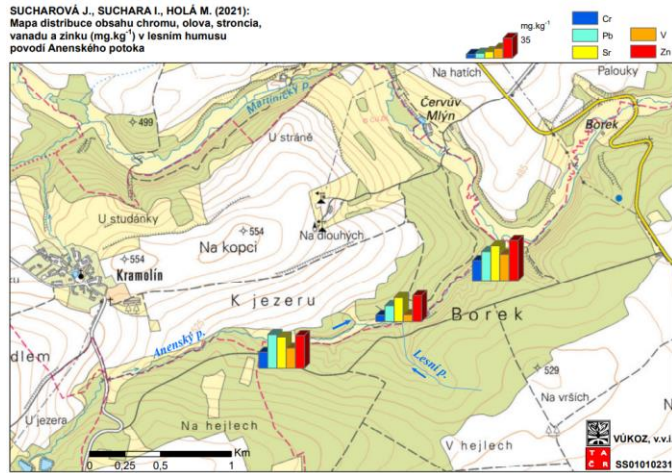 SUCHAROVÁ J., SUCHARA I., HOLÁ M. (2021):
Mapa distribuce obsahu chromu, olova, stroncia,
vanadu a zinku (mg.kg-1) v lesním humusu
povodí Anenského potoka
mg.kg-1
35
Cr
Pb
V
Sr
Zn
Na hatích
Palouky
Martinický p.
Červův
Mlýn
Borek
499
U stráně
U studánky
554
Na kopci
Na dlouhých
554
Kramolín
K jezeru
Borek
Anenský p.
dlem
Lesní p.
529
Na vrších
U jezera
Na hejlech
V hejlech
0
0.25
0.5
1
Km
VÚKOZ, v.v.i.
T A
Č R
SS01010231